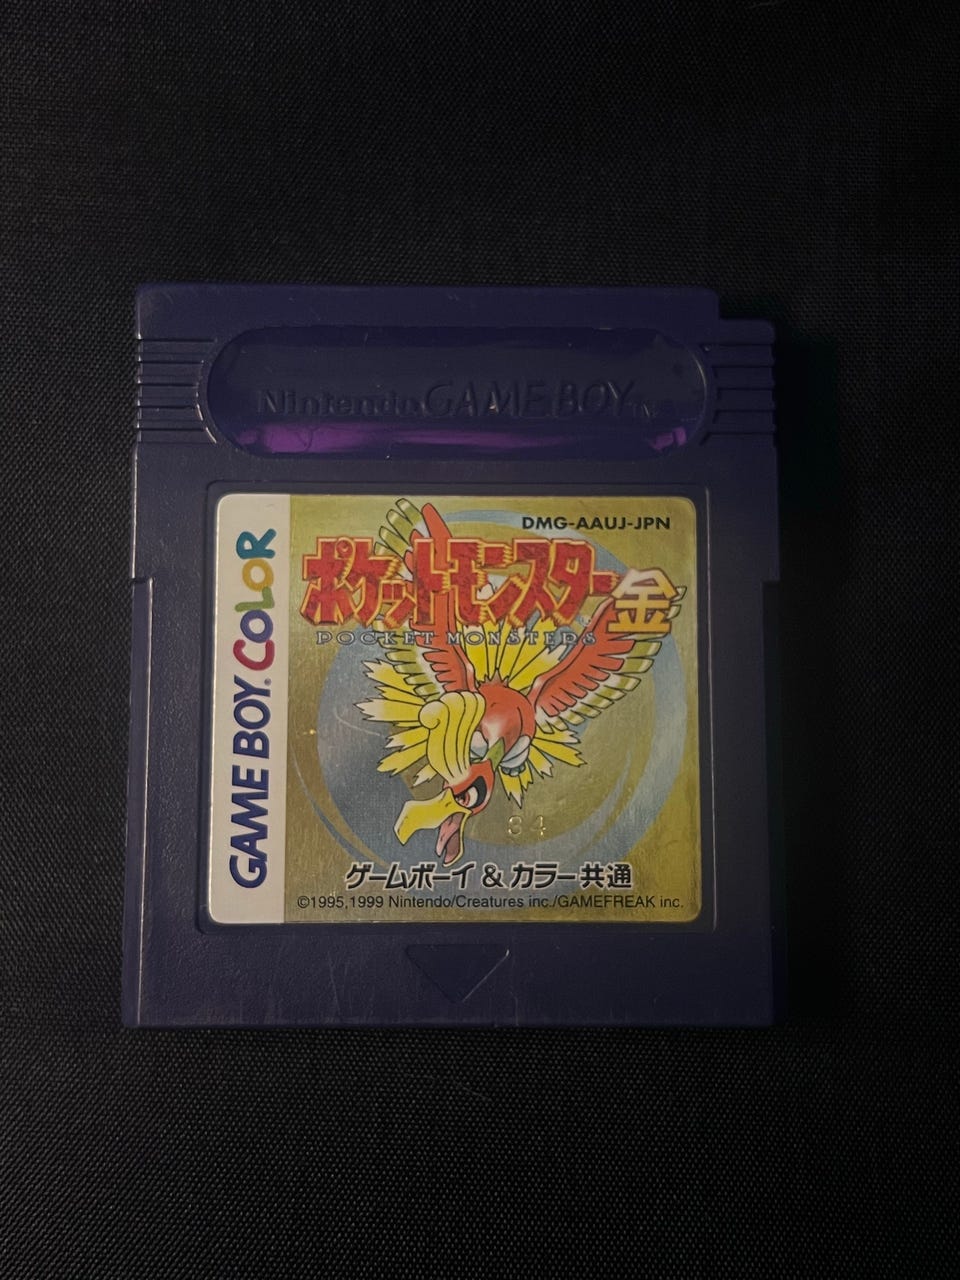 Nintendo GAME BOY TM
GAME BOY COLOR
DMG-AAUJ-JPN
ポケットモンスター金
POCKET MONSTERS
34
ゲームボーイ & カラー共通
©1995,1999 Nintendo/Creatures inc./GAMEFREAK inc.